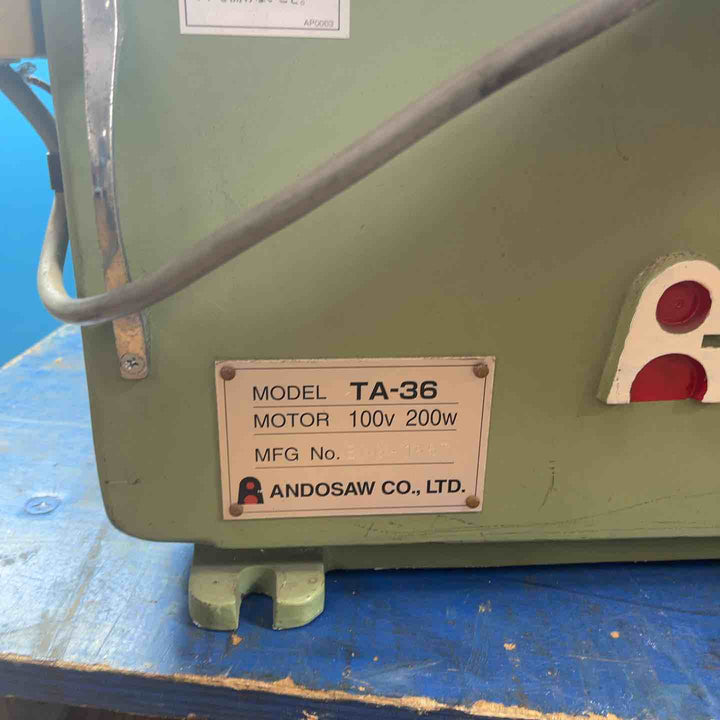 AP0003
MODEL TA-36
MOTOR 100v 200w
MFG No.
ANDOSAW CO., LTD.